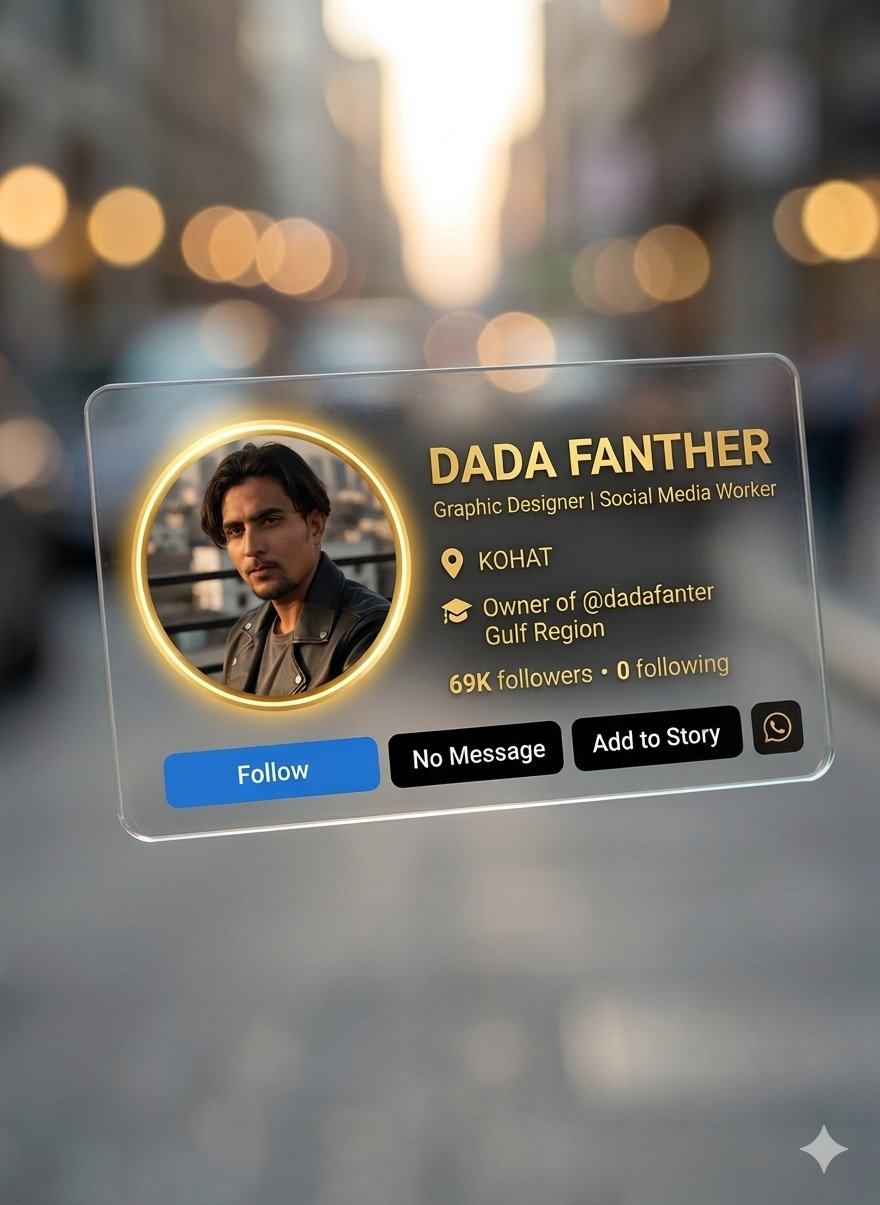 DADA FANTHER
Graphic Designer | Social Media Worker
KOHAT
Owner of @dadafanter
Gulf Region
69K followers • 0 following
Follow
No Message
Add to Story